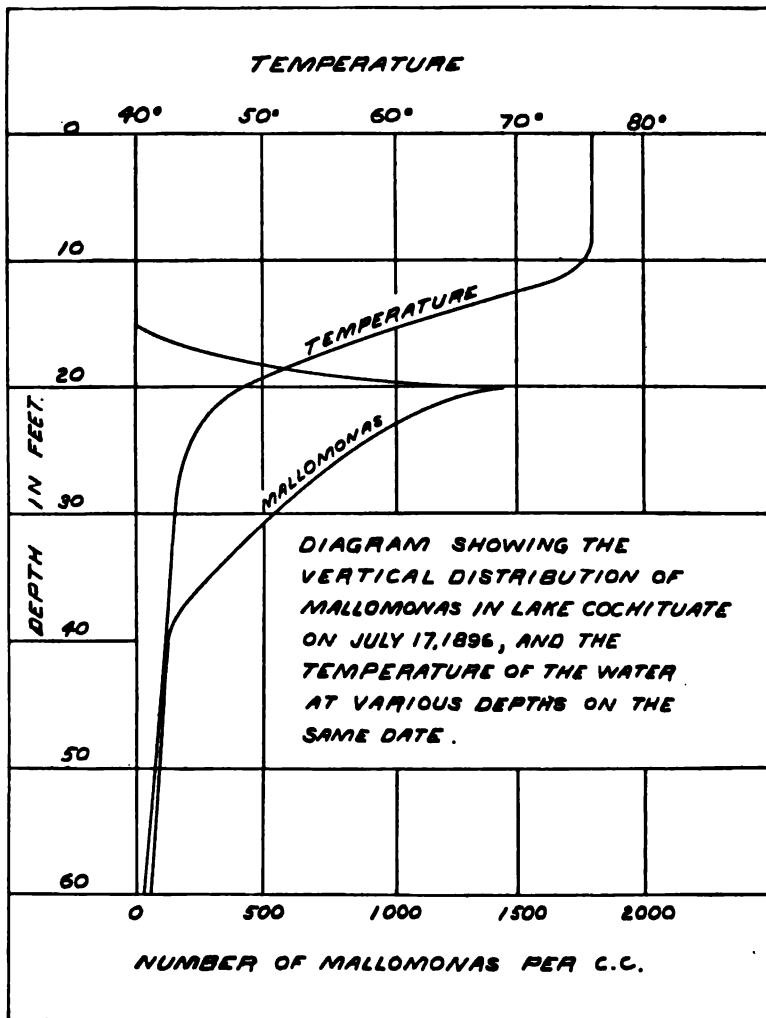 TEMPERATURE
40° 50° 60° 70° 80°
0
10
TEMPERATURE
20
MALLOMONAS
DEPTH IN FEET.
30
DIAGRAM SHOWING THE
VERTICAL DISTRIBUTION OF
MALLOMONAS IN LAKE COCHITUATE
ON JULY 17, 1896, AND THE
TEMPERATURE OF THE WATER
AT VARIOUS DEPTHS ON THE
SAME DATE.
40
50
60
0 500 1000 1500 2000
NUMBER OF MALLOMONAS PER C.C.